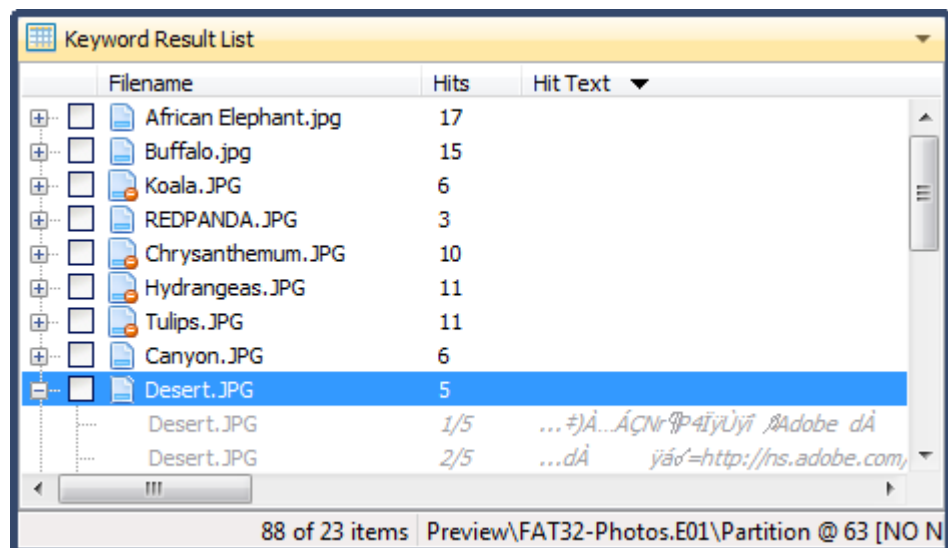 Keyword Result List
Filename Hits Hit Text
African Elephant.jpg 17
Buffalo.jpg 15
Koala.JPG 6
REDPANDA.JPG 3
Chrysanthemum.JPG 10
Hydrangeas.JPG 11
Tulips.JPG 11
Canyon.JPG 6
Desert.JPG 5
Desert.JPG 1/5 Adobe dÀ
Desert.JPG 2/5 ...dÀ ÿá =http://ns.adobe.com/
88 of 23 items Preview\FAT32-Photos.E01\Partition @ 63 [NO N